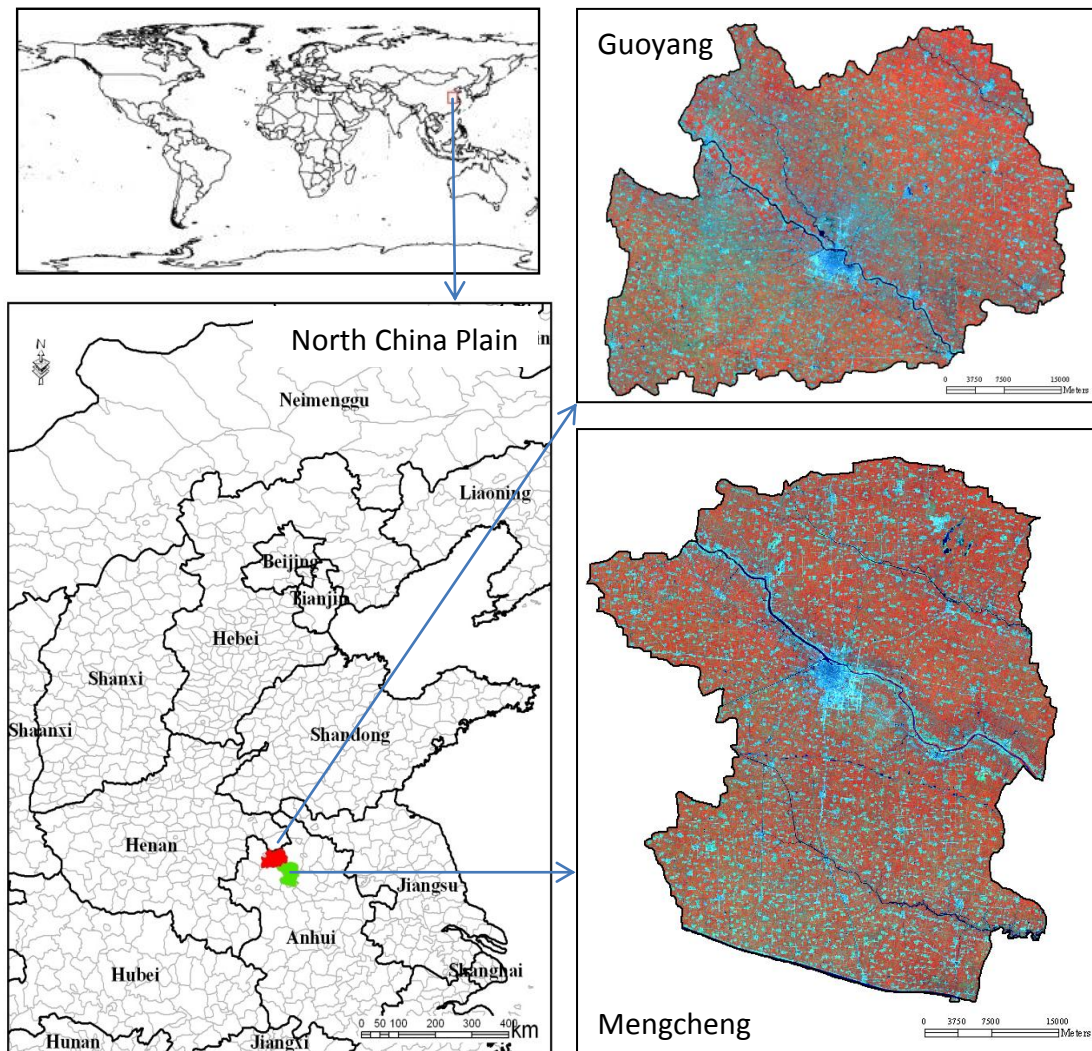 North China Plain
N
in
Neimenggu
Liaoning
Beijing
Tianjin
Hebei
Shanxi
Shaanxi
Shandong
Henan
Jiangsu
Anhui
Shanghai
Hubei
Hunan
Jiangxi
0 50 100 200 300 400
km
Guoyang
0 3750 7500 15000
Meters
Mengcheng
0 3750 7500 15000
Meters